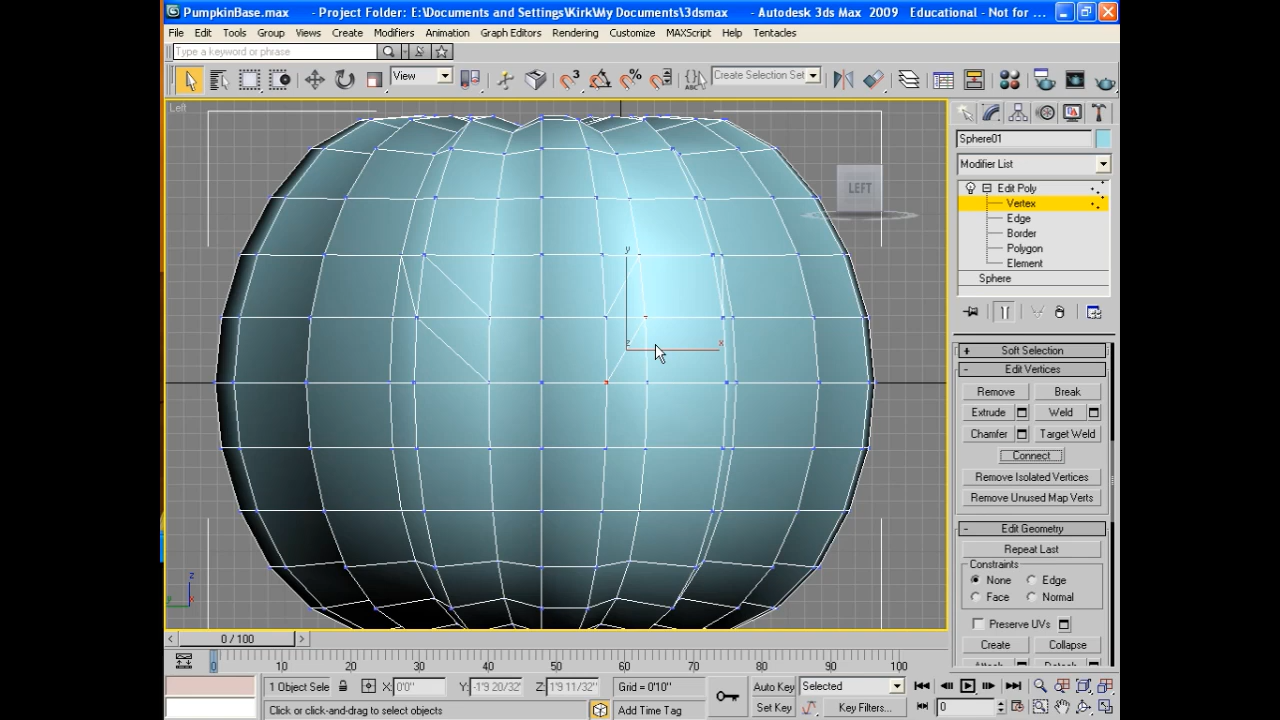 PumpkinBase.max - Project Folder: E:\Documents and Settings\Kirk\My Documents\3dsmax - Autodesk 3ds Max 2009 Educational - Not for ...
File Edit Tools Group Views Create Modifiers Animation Graph Editors Rendering Customize MAXScript Help Tentacles
Type a keyword or phrase
View
Create Selection Set
Left
LEFT
y
z
x
Sphere01
Modifier List
Edit Poly
Vertex
Edge
Border
Polygon
Element
Sphere
+ Soft Selection
- Edit Vertices
Remove Break
Extrude Weld
Chamfer Target Weld
Connect
Remove Isolated Vertices
Remove Unused Map Verts
- Edit Geometry
Repeat Last
Constraints
None Edge
Face Normal
Preserve UVs
Create Collapse
Attach Detach
z
y x
< 0 / 100 >
0 10 20 30 40 50 60 70 80 90 100
1 Object Sele X: 0'0" Y: -1'9 20/32" Z: 1'9 11/32" Grid = 0'10" Auto Key Selected
Click or click-and-drag to select objects Add Time Tag Set Key Key Filters... 0